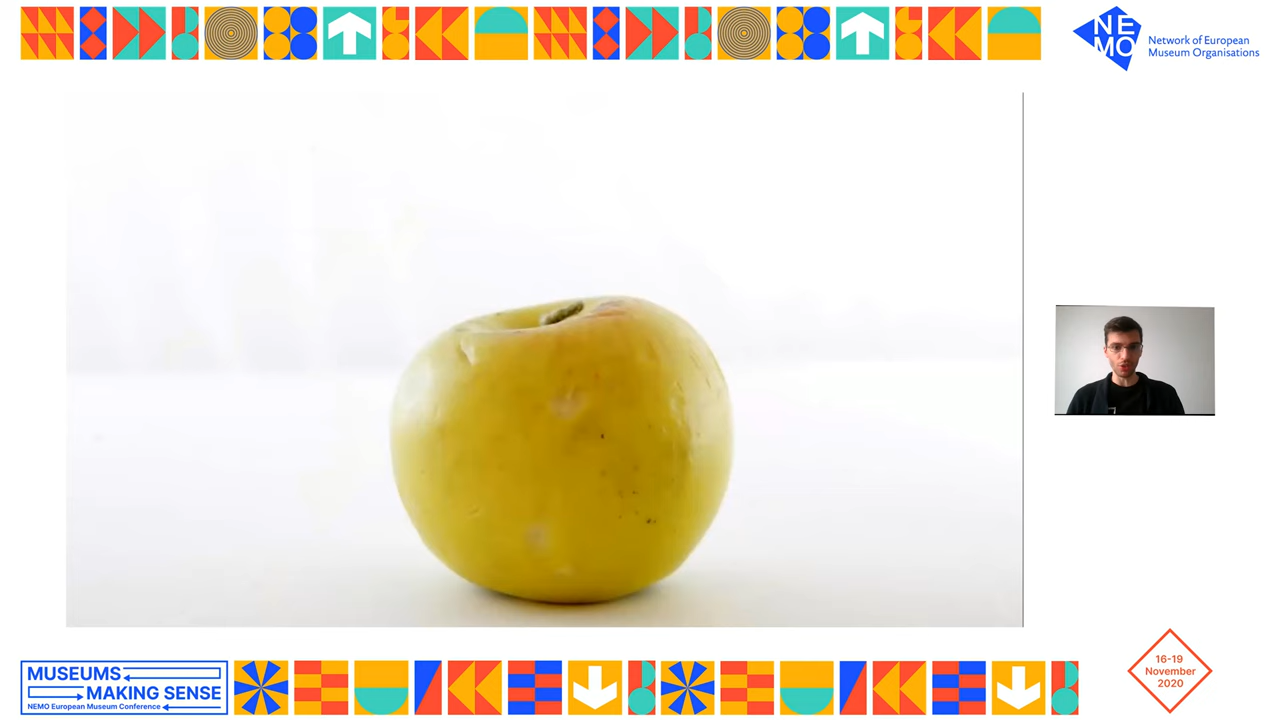 NE
MO
Network of European
Museum Organisations
MUSEUMS
MAKING SENSE
NEMO European Museum Conference
16-19
November
2020